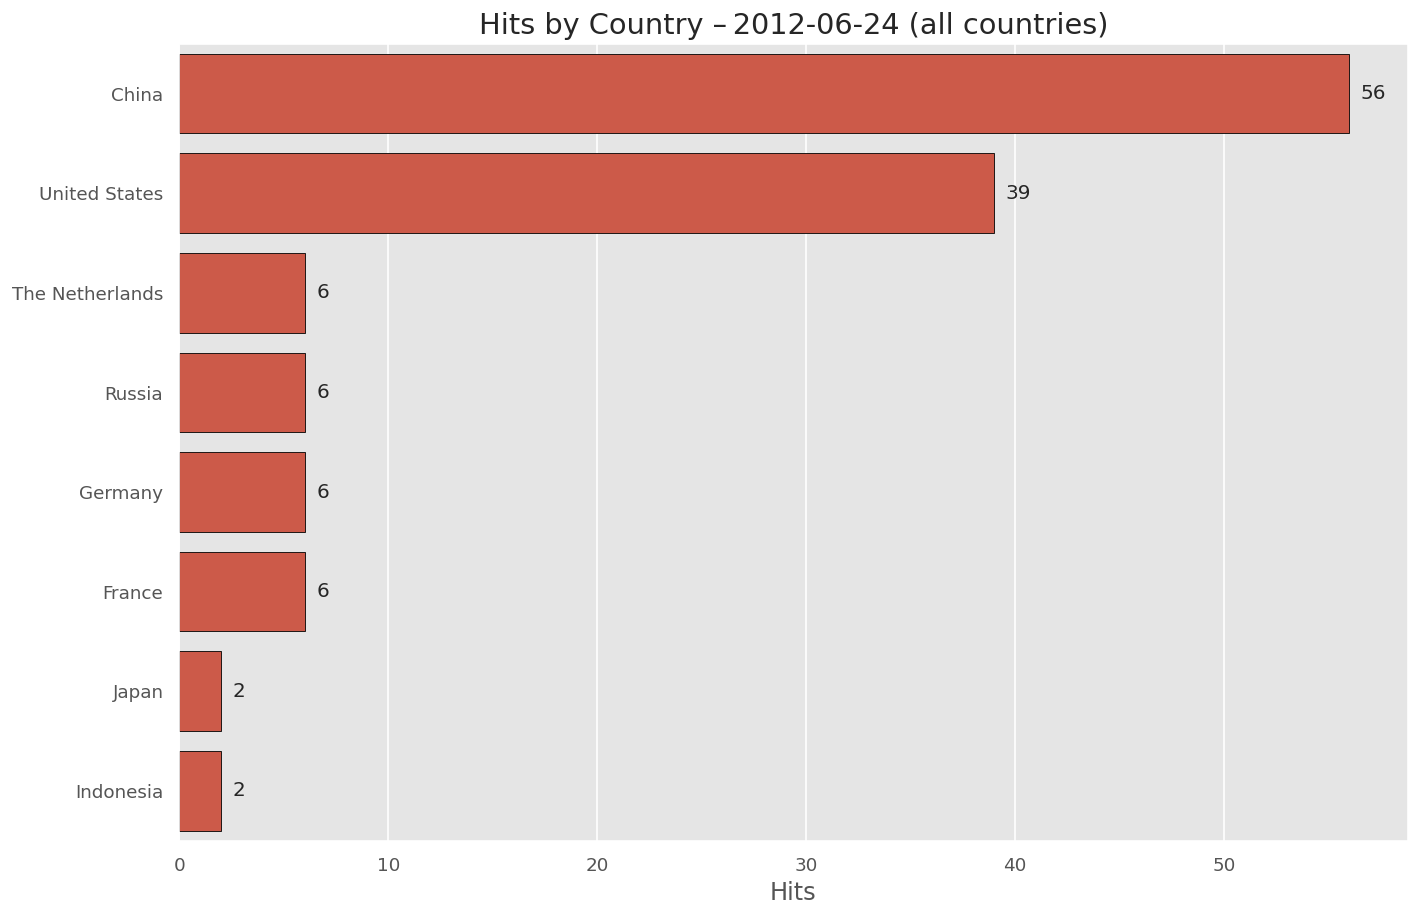 Hits by Country – 2012-06-24 (all countries)
China 56
United States 39
The Netherlands 6
Russia 6
Germany 6
France 6
Japan 2
Indonesia 2
0 10 20 30 40 50
Hits